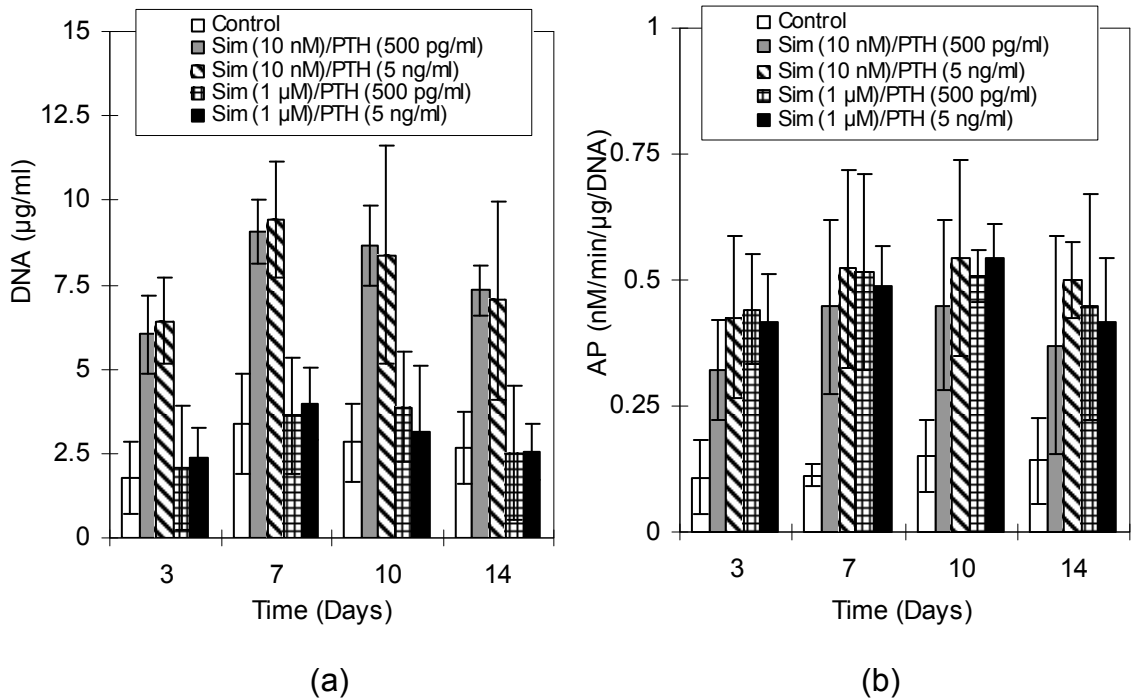 Control
Sim (10 nM)/PTH (500 pg/ml)
Sim (10 nM)/PTH (5 ng/ml)
Sim (1 µM)/PTH (500 pg/ml)
Sim (1 µM)/PTH (5 ng/ml)
15
12.5
10
7.5
5
2.5
0
DNA (µg/ml)
3 7 10 14
Time (Days)
(a)
Control
Sim (10 nM)/PTH (500 pg/ml)
Sim (10 nM)/PTH (5 ng/ml)
Sim (1 µM)/PTH (500 pg/ml)
Sim (1 µM)/PTH (5 ng/ml)
1
0.75
0.5
0.25
0
AP (nM/min/µg/DNA)
3 7 10 14
Time (Days)
(b)